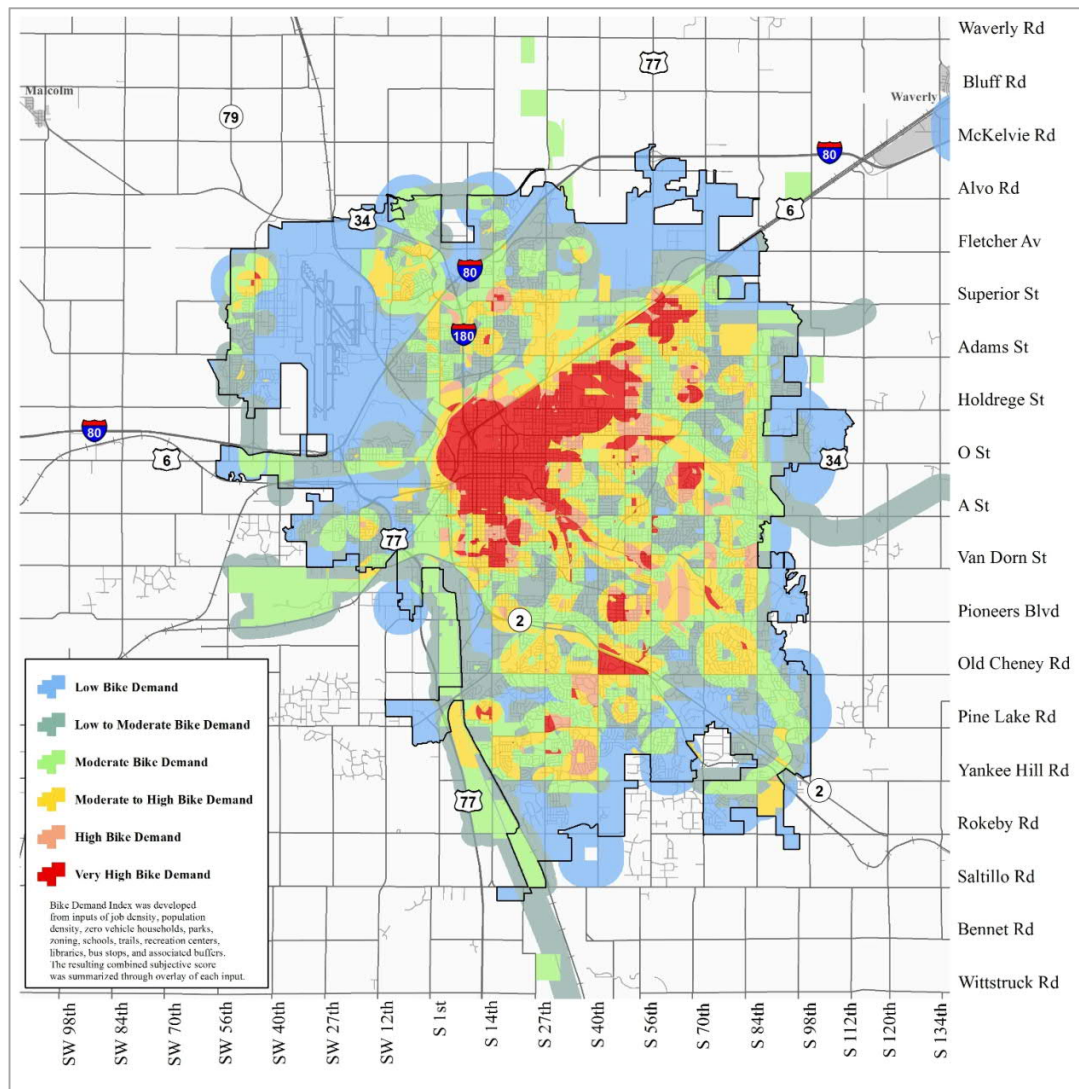 Waverly Rd
77
Bluff Rd
Malcolm
Waverly
79
McKelvie Rd
80
Alvo Rd
6
34
Fletcher Av
80
Superior St
180
Adams St
Holdrege St
80
O St
6
34
A St
77
Van Dorn St
2
Pioneers Blvd
Old Cheney Rd
Low Bike Demand
Low to Moderate Bike Demand
Pine Lake Rd
Moderate Bike Demand
Yankee Hill Rd
Moderate to High Bike Demand
77
2
Rokeby Rd
High Bike Demand
Very High Bike Demand
Saltillo Rd
Bike Demand Index was developed
from inputs of job density, population
density, zero vehicle households, parks,
zoning, schools, trails, recreation centers,
libraries, bus stops, and associated buffers.
The resulting combined subjective score
was summarized through overlay of each input.
Bennet Rd
Wittstruck Rd
SW 98th
SW 84th
SW 70th
SW 56th
SW 40th
SW 27th
SW 12th
S 1st
S 14th
S 27th
S 40th
S 56th
S 70th
S 84th
S 98th
S 112th
S 120th
S 134th